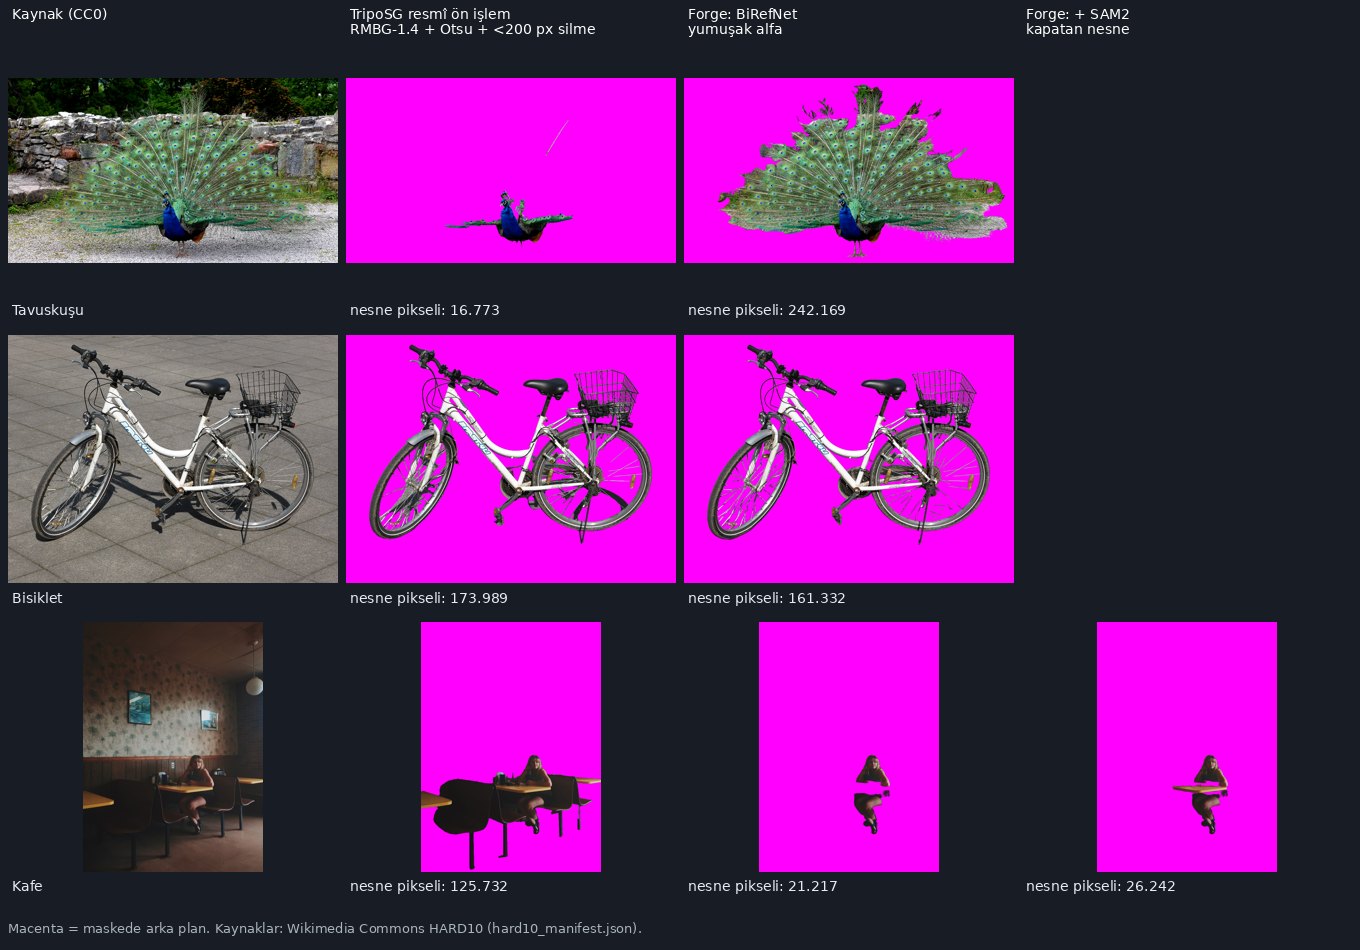 Kaynak (CC0)
TripoSG resmî ön işlem
RMBG-1.4 + Otsu + <200 px silme
Forge: BiRefNet
yumuşak alfa
Forge: + SAM2
kapatan nesne
Tavuskuşu
nesne pikseli: 16.773
nesne pikseli: 242.169
Bisiklet
nesne pikseli: 173.989
nesne pikseli: 161.332
Kafe
nesne pikseli: 125.732
nesne pikseli: 21.217
nesne pikseli: 26.242
Macenta = maskede arka plan. Kaynaklar: Wikimedia Commons HARD10 (hard10_manifest.json).